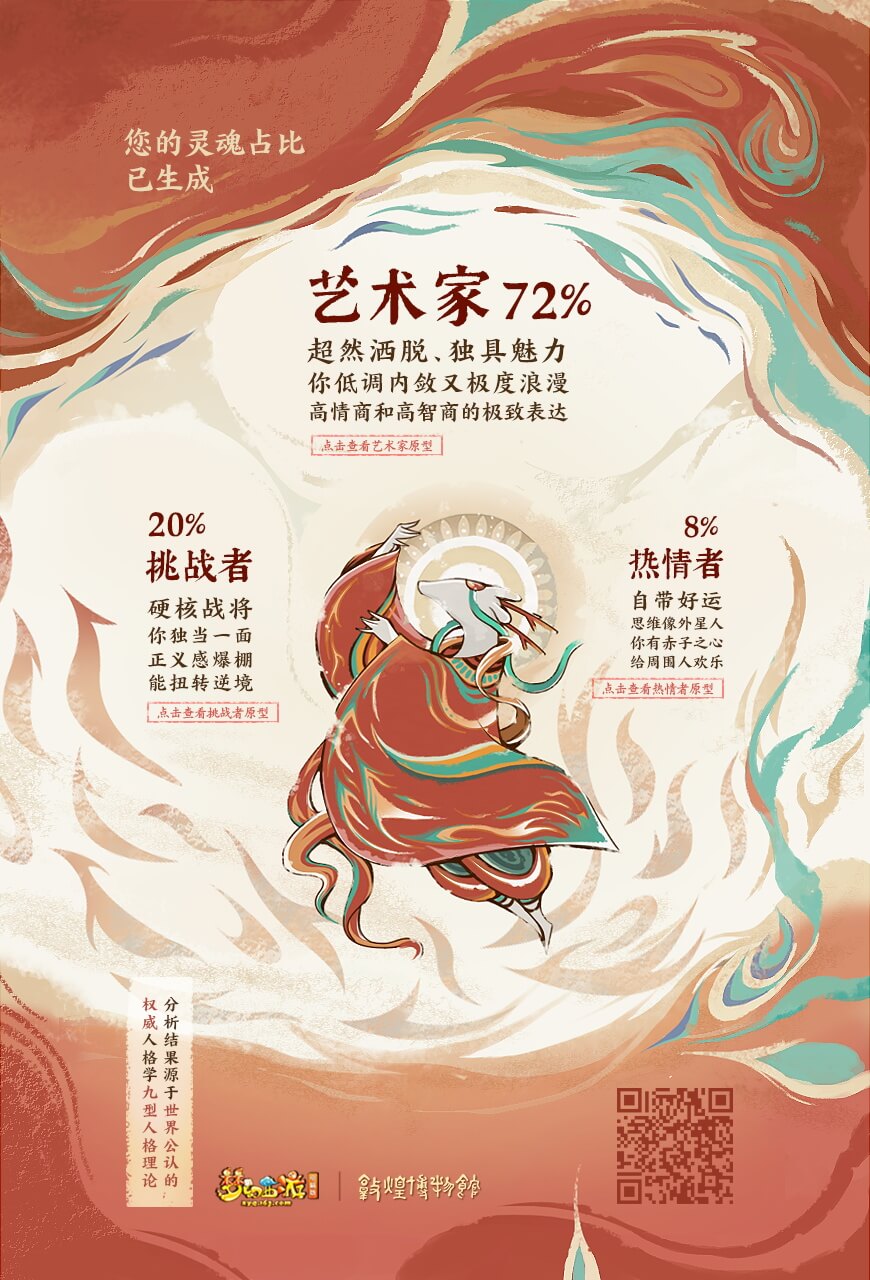 您的灵魂占比
已生成
艺术家 72%
超然洒脱、独具魅力
你低调内敛又极度浪漫
高情商和高智商的极致表达
点击查看艺术家原型
20%
挑战者
硬核战将
你独当一面
正义感爆棚
能扭转逆境
点击查看挑战者原型
8%
热情者
自带好运
思维像外星人
你有赤子之心
给周围人欢乐
点击查看热情者原型
分析结果源于世界公认的
权威人格学九型人格理论
梦幻西游
xyq.163.com
敦煌博物馆